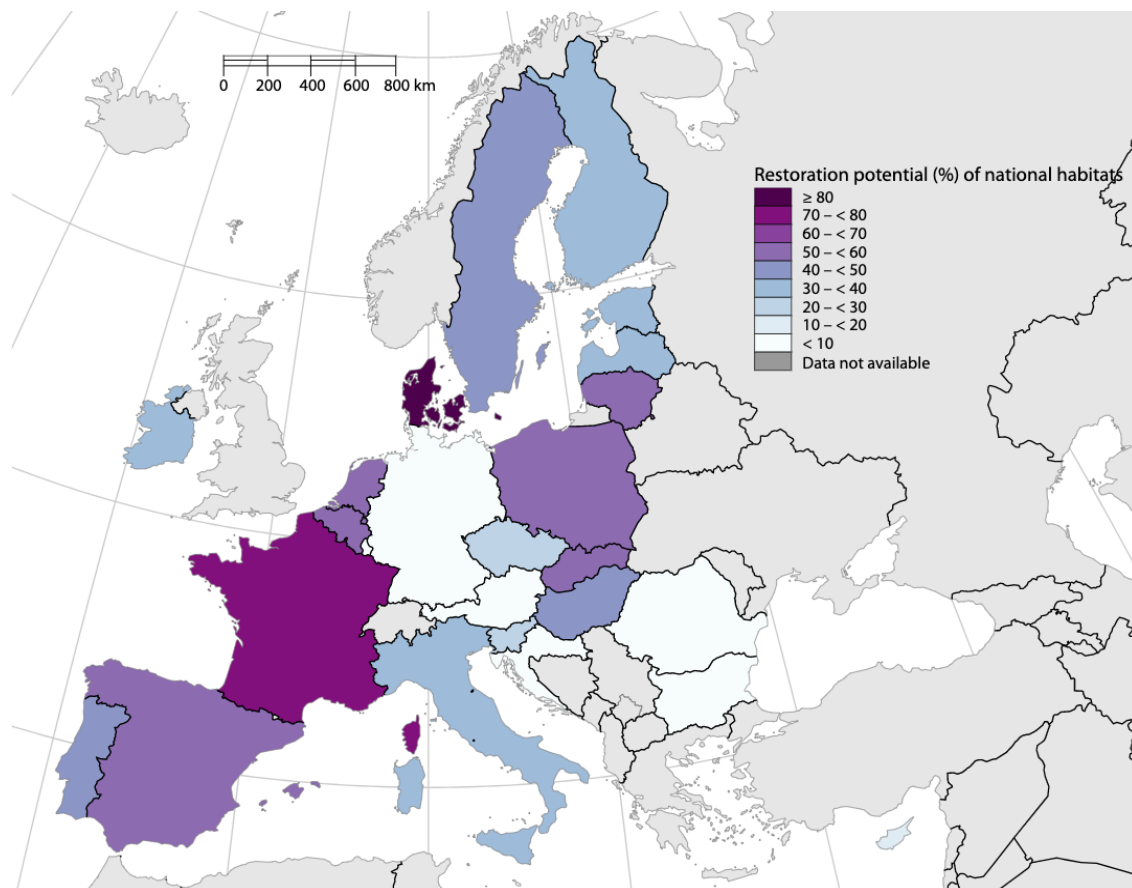 0 200 400 600 800 km
Restoration potential (%) of national habitats
≥ 80
70 – < 80
60 – < 70
50 – < 60
40 – < 50
30 – < 40
20 – < 30
10 – < 20
< 10
Data not available